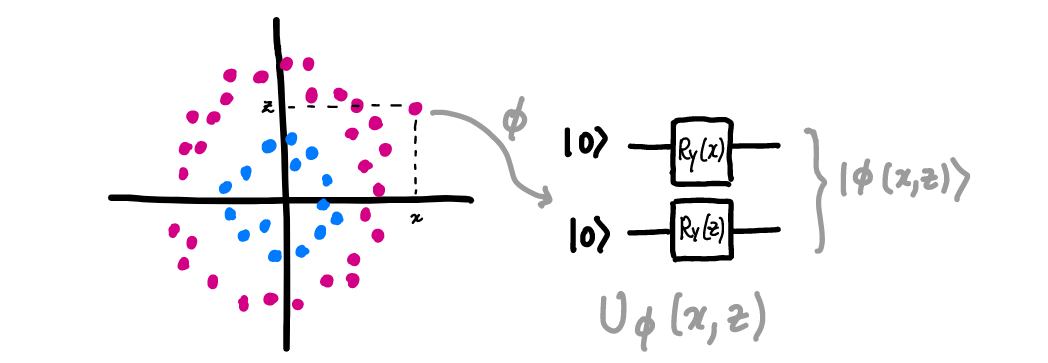 z
x
ϕ
|0⟩ Ry(x)
|0⟩ Ry(z)
|ϕ(x,z)⟩
Uϕ(x,z)